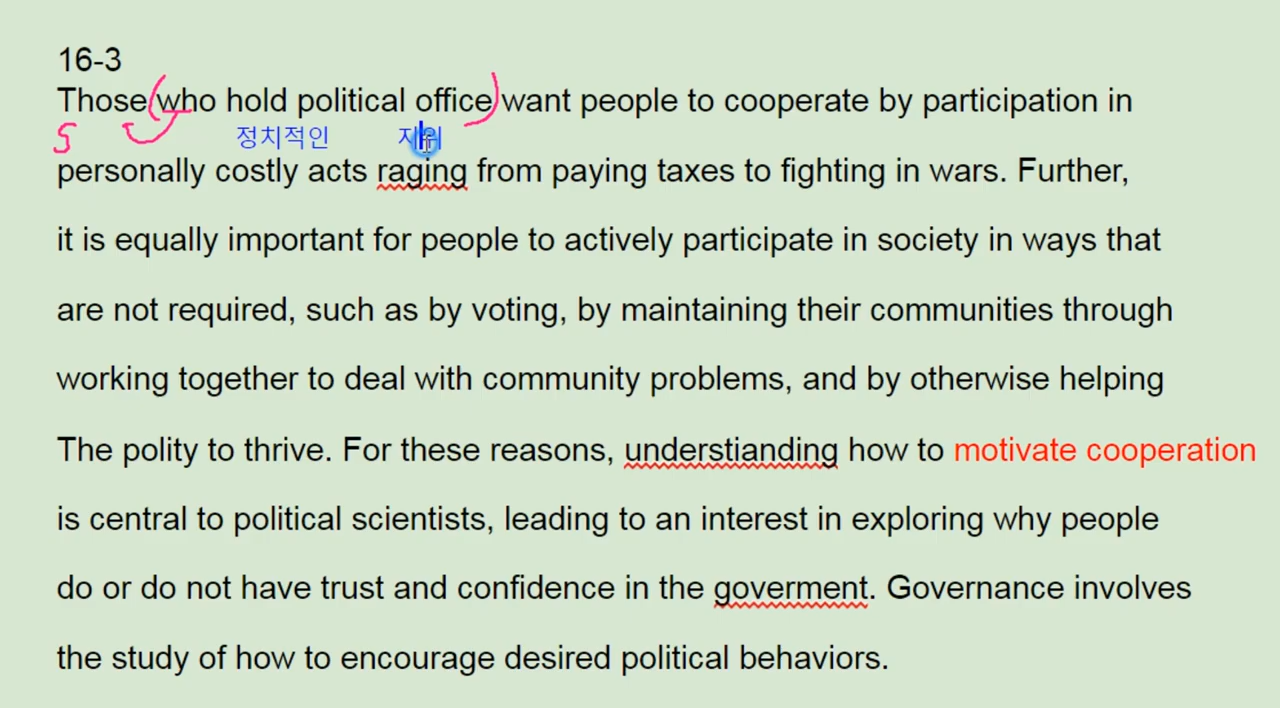 16-3
Those (who hold political office) want people to cooperate by participation in
S 정치적인
personally costly acts raging from paying taxes to fighting in wars. Further,
it is equally important for people to actively participate in society in ways that
are not required, such as by voting, by maintaining their communities through
working together to deal with community problems, and by otherwise helping
The polity to thrive. For these reasons, understianding how to motivate cooperation
is central to political scientists, leading to an interest in exploring why people
do or do not have trust and confidence in the goverment. Governance involves
the study of how to encourage desired political behaviors.